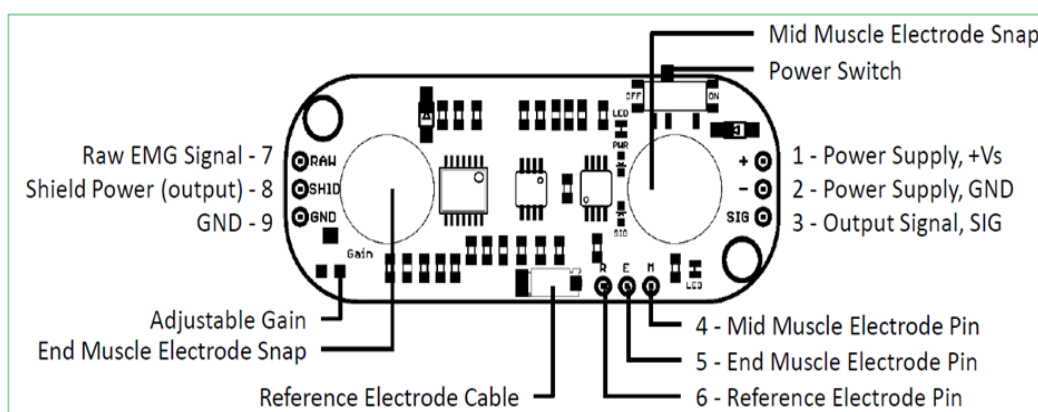 Mid Muscle Electrode Snap
Power Switch
OFF
ON
LED
PWR
Raw EMG Signal - 7
RAW
+
1 - Power Supply, +Vs
Shield Power (output) - 8
SHID
-
2 - Power Supply, GND
GND - 9
GND
SIG
3 - Output Signal, SIG
SIG
Gain
R E M
LED
Adjustable Gain
4 - Mid Muscle Electrode Pin
End Muscle Electrode Snap
5 - End Muscle Electrode Pin
Reference Electrode Cable
6 - Reference Electrode Pin